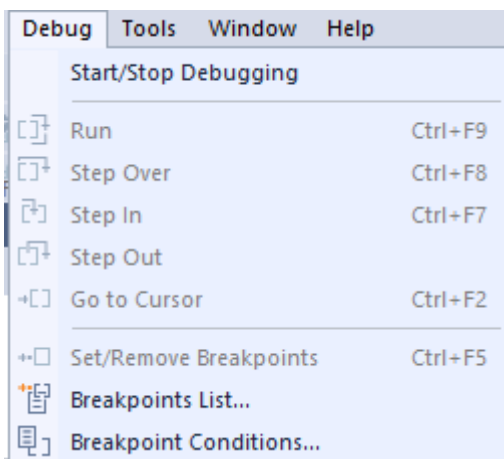 Debug Tools Window Help
Start/Stop Debugging
Run Ctrl+F9
Step Over Ctrl+F8
Step In Ctrl+F7
Step Out
Go to Cursor Ctrl+F2
Set/Remove Breakpoints Ctrl+F5
Breakpoints List...
Breakpoint Conditions...